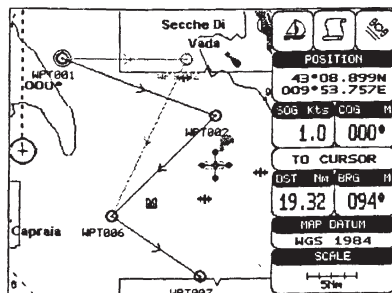 Secche Di
Vada
WPT001
000°
WPT002
WPT006
Capraia
WPT007
POSITION
43°08.899N
009°53.757E
SOG Kts COG M
1.0 000°
TO CURSOR
DST Nm BRG M
19.32 094°
MAP DATUM
WGS 1984
SCALE
5Nm